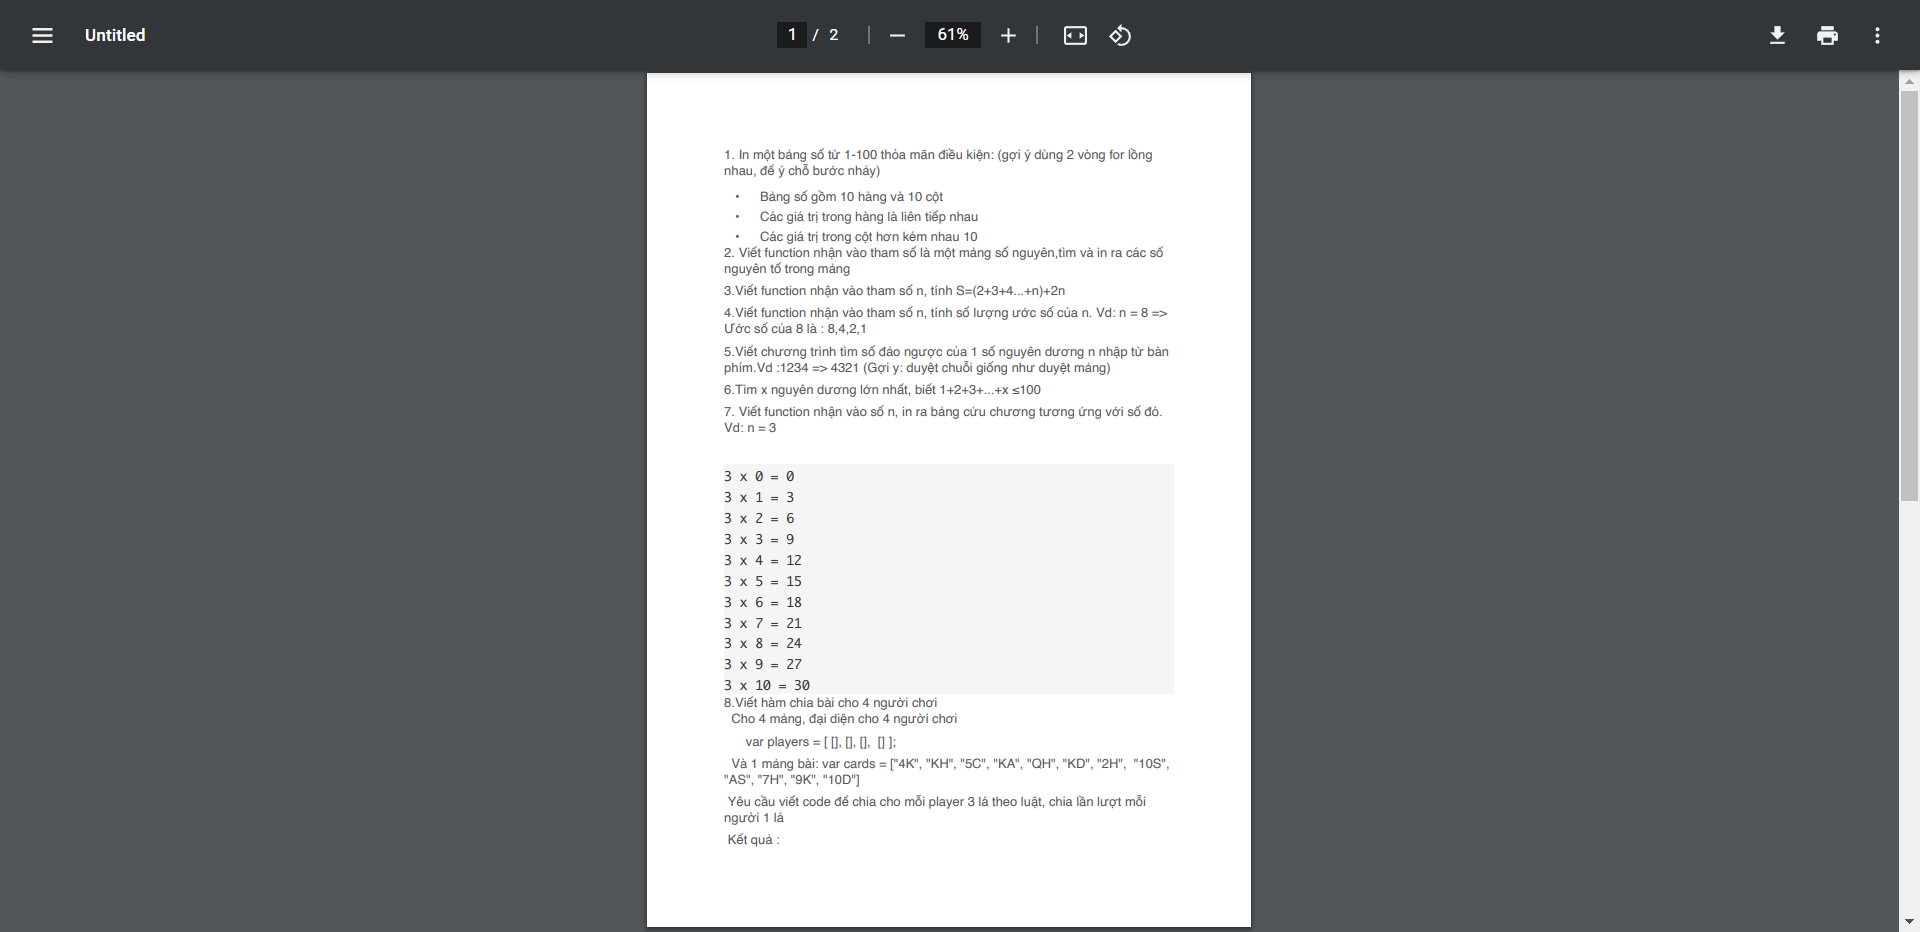 Untitled
1 / 2
61%
1. In một bảng số từ 1-100 thỏa mãn điều kiện: (gợi ý dùng 2 vòng for lồng
nhau, để ý chỗ bước nhảy)
• Bảng số gồm 10 hàng và 10 cột
• Các giá trị trong hàng là liên tiếp nhau
• Các giá trị trong cột hơn kém nhau 10
2. Viết function nhận vào tham số là một mảng số nguyên,tìm và in ra các số
nguyên tố trong mảng
3.Viết function nhận vào tham số n, tính S=(2+3+4...+n)+2n
4.Viết function nhận vào tham số n, tính số lượng ước số của n. Vd: n = 8 =>
Ước số của 8 là : 8,4,2,1
5.Viết chương trình tìm số đảo ngược của 1 số nguyên dương n nhập từ bàn
phím.Vd :1234 => 4321 (Gợi y: duyệt chuỗi giống như duyệt mảng)
6.Tìm x nguyên dương lớn nhất, biết 1+2+3+...+x ≤100
7. Viết function nhận vào số n, in ra bảng cửu chương tương ứng với số đó.
Vd: n = 3
3 x 0 = 0
3 x 1 = 3
3 x 2 = 6
3 x 3 = 9
3 x 4 = 12
3 x 5 = 15
3 x 6 = 18
3 x 7 = 21
3 x 8 = 24
3 x 9 = 27
3 x 10 = 30
8.Viết hàm chia bài cho 4 người chơi
Cho 4 mảng, đại diện cho 4 người chơi
var players = [ [], [], [], [] ];
Và 1 mảng bài: var cards = ["4K", "KH", "5C", "KA", "QH", "KD", "2H", "10S",
"AS", "7H", "9K", "10D"]
Yêu cầu viết code để chia cho mỗi player 3 lá theo luật, chia lần lượt mỗi
người 1 lá
Kết quả :